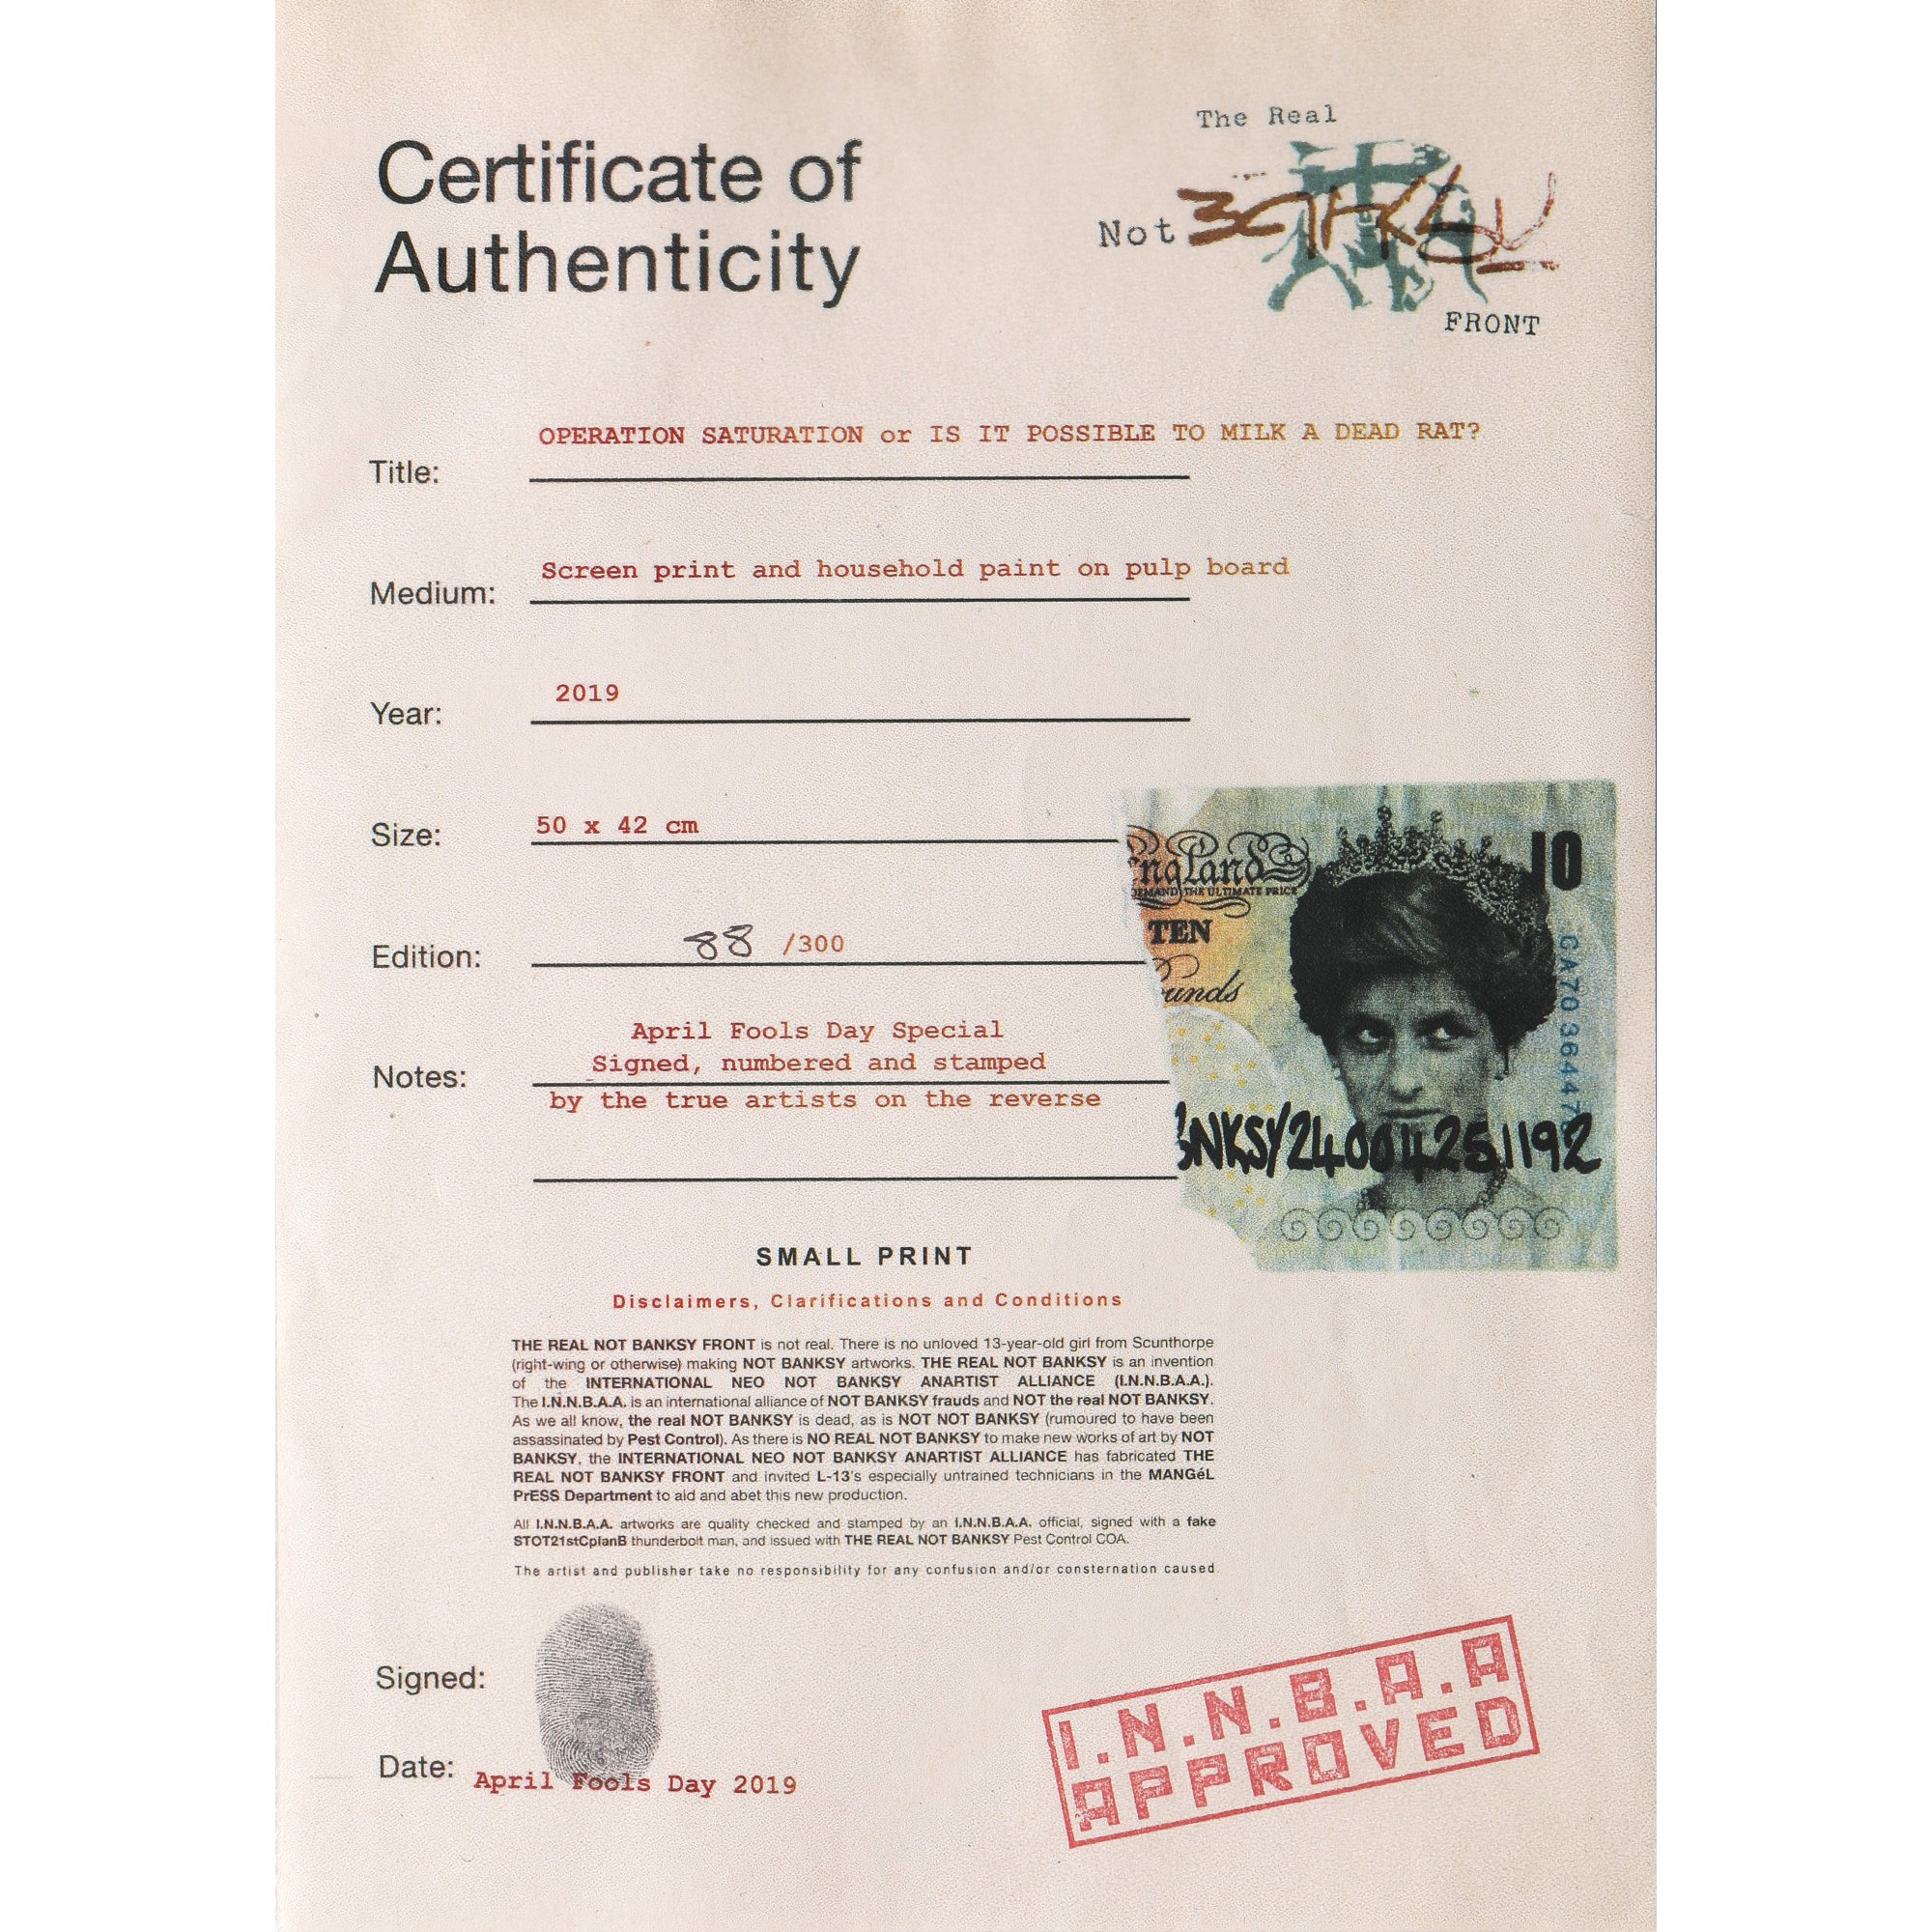 The Real
Certificate of
Authenticity
Not BANKSY
FRONT
OPERATION SATURATION or IS IT POSSIBLE TO MILK A DEAD RAT?
Title:
Screen print and household paint on pulp board
Medium:
2019
Year:
50 x 42 cm
Size:
88 /300
Edition:
April Fools Day Special
Signed, numbered and stamped
Notes:
by the true artists on the reverse
ngland
DEMAND THE ULTIMATE PRICE
10
TEN
unds
GA70 36447
BNKSY/24004251192
SMALL PRINT
Disclaimers, Clarifications and Conditions
THE REAL NOT BANKSY FRONT is not real. There is no unloved 13-year-old girl from Scunthorpe
(right-wing or otherwise) making NOT BANKSY artworks. THE REAL NOT BANKSY is an invention
of the INTERNATIONAL NEO NOT BANKSY ANARTIST ALLIANCE (I.N.N.B.A.A.).
The I.N.N.B.A.A. is an international alliance of NOT BANKSY frauds and NOT the real NOT BANKSY.
As we all know, the real NOT BANKSY is dead, as is NOT NOT BANKSY (rumoured to have been
assassinated by Pest Control). As there is NO REAL NOT BANKSY to make new works of art by NOT
BANKSY, the INTERNATIONAL NEO NOT BANKSY ANARTIST ALLIANCE has fabricated THE
REAL NOT BANKSY FRONT and invited L-13's especially untrained technicians in the MANGéL
PrESS Department to aid and abet this new production.
All I.N.N.B.A.A. artworks are quality checked and stamped by an I.N.N.B.A.A. official, signed with a fake
STOT21stCplanB thunderbolt man, and issued with THE REAL NOT BANKSY Pest Control COA.
The artist and publisher take no responsibility for any confusion and/or consternation caused
Signed:
Date: April Fools Day 2019
I.N.N.B.A.A
APPROVED